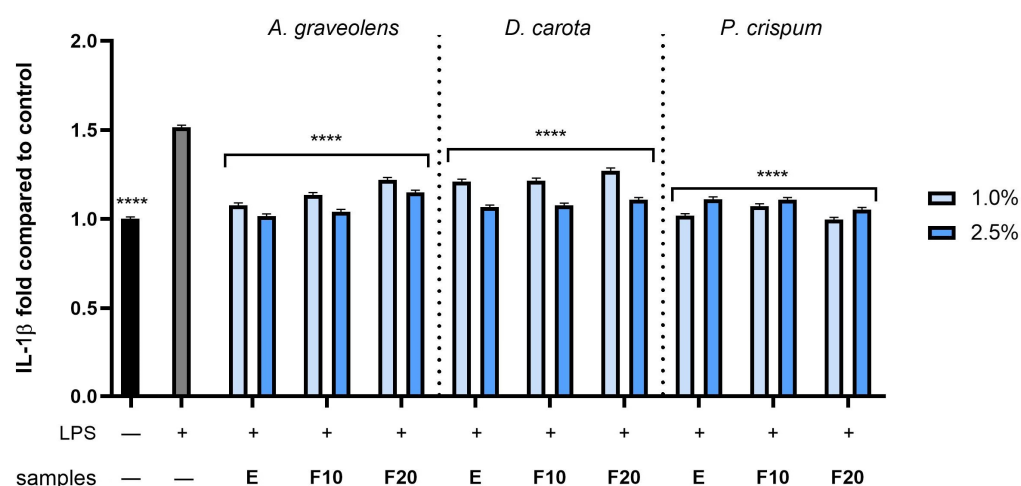 A. graveolens D. carota P. crispum
IL-1β fold compared to control
2.0
1.5
1.0
0.5
0.0
**** **** **** ****
1.0%
2.5%
LPS — + + + + + + + + + +
samples — — E F10 F20 E F10 F20 E F10 F20